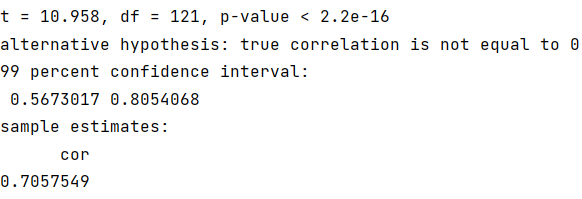 t = 10.958, df = 121, p-value < 2.2e-16
alternative hypothesis: true correlation is not equal to 0
99 percent confidence interval:
 0.5673017 0.8054068
sample estimates:
      cor
0.7057549